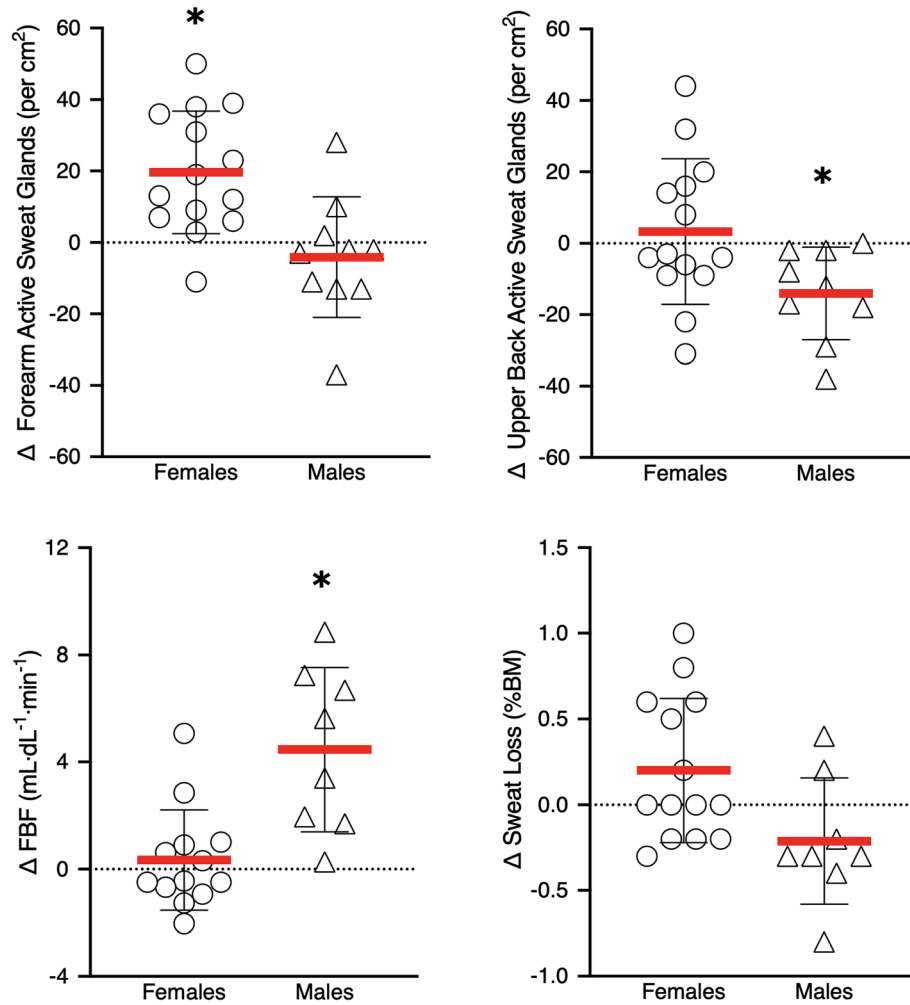 Δ Forearm Active Sweat Glands (per cm²)
60
40
20
0
-20
-40
-60
*
Females
Males
Δ Upper Back Active Sweat Glands (per cm²)
60
40
20
0
-20
-40
-60
*
Females
Males
Δ FBF (mL·dL⁻¹·min⁻¹)
12
8
4
0
-4
*
Females
Males
Δ Sweat Loss (%BM)
1.5
1.0
0.5
0.0
-0.5
-1.0
Females
Males